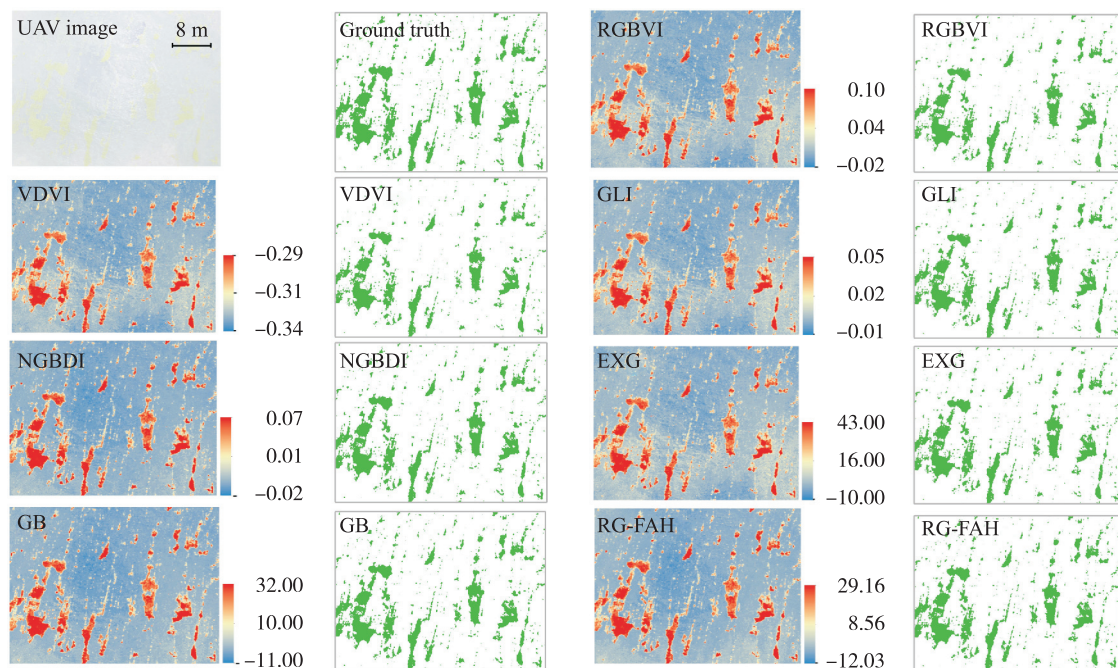 UAV image
8 m
Ground truth
RGBVI
0.10
0.04
−0.02
RGBVI
VDVI
−0.29
−0.31
−0.34
VDVI
GLI
0.05
0.02
−0.01
GLI
NGBDI
0.07
0.01
−0.02
NGBDI
EXG
43.00
16.00
−10.00
EXG
GB
32.00
10.00
−11.00
GB
RG-FAH
29.16
8.56
−12.03
RG-FAH